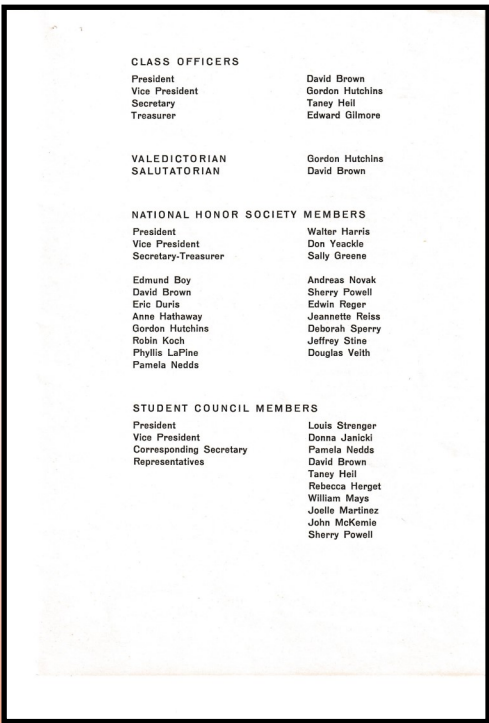 CLASS OFFICERS
President David Brown
Vice President Gordon Hutchins
Secretary Taney Heil
Treasurer Edward Gilmore
VALEDICTORIAN Gordon Hutchins
SALUTATORIAN David Brown
NATIONAL HONOR SOCIETY MEMBERS
President Walter Harris
Vice President Don Yeackle
Secretary-Treasurer Sally Greene
Edmund Boy Andreas Novak
David Brown Sherry Powell
Eric Duris Edwin Reger
Anne Hathaway Jeannette Reiss
Gordon Hutchins Deborah Sperry
Robin Koch Jeffrey Stine
Phyllis LaPine Douglas Veith
Pamela Nedds
STUDENT COUNCIL MEMBERS
President Louis Strenger
Vice President Donna Janicki
Corresponding Secretary Pamela Nedds
Representatives David Brown
Taney Heil
Rebecca Herget
William Mays
Joelle Martinez
John McKemie
Sherry Powell